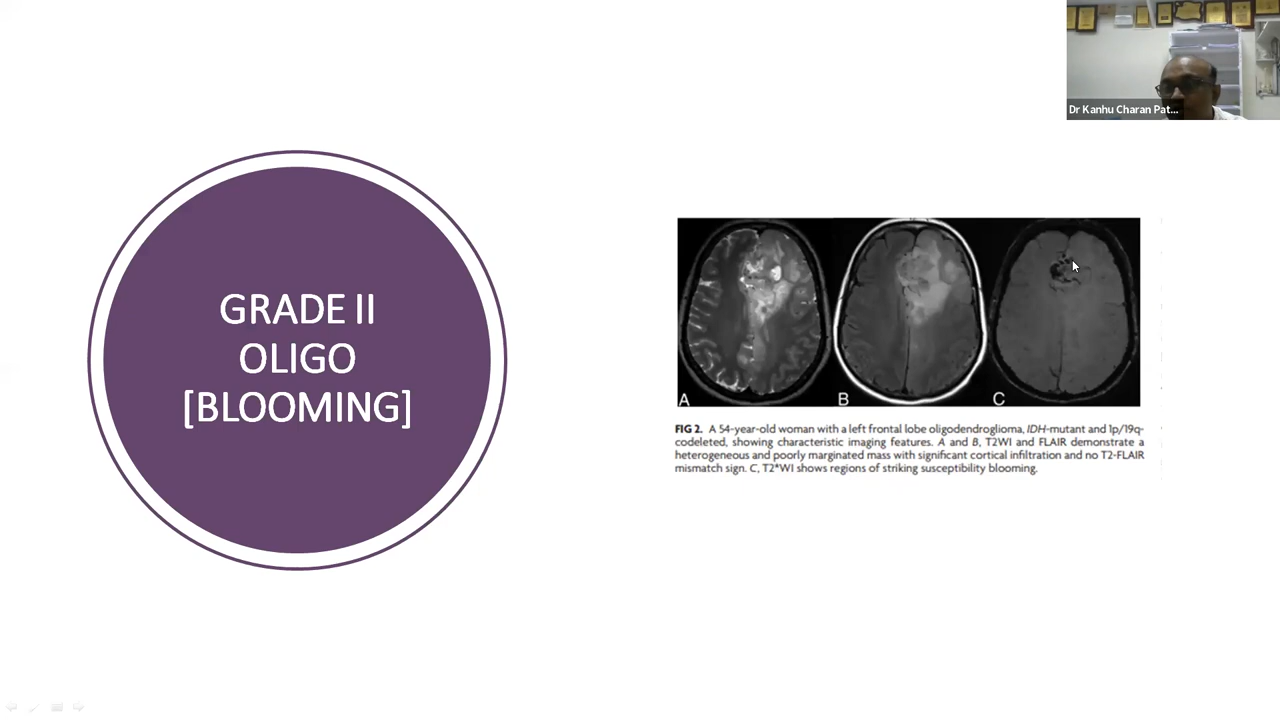 Dr Kanhu Charan Pat...
GRADE II
OLIGO
[BLOOMING]
A
B
C
FIG 2. A 54-year-old woman with a left frontal lobe oligodendroglioma, IDH-mutant and 1p/19q-
codeleted, showing characteristic imaging features. A and B, T2WI and FLAIR demonstrate a
heterogeneous and poorly marginated mass with significant cortical infiltration and no T2-FLAIR
mismatch sign. C, T2*WI shows regions of striking susceptibility blooming.